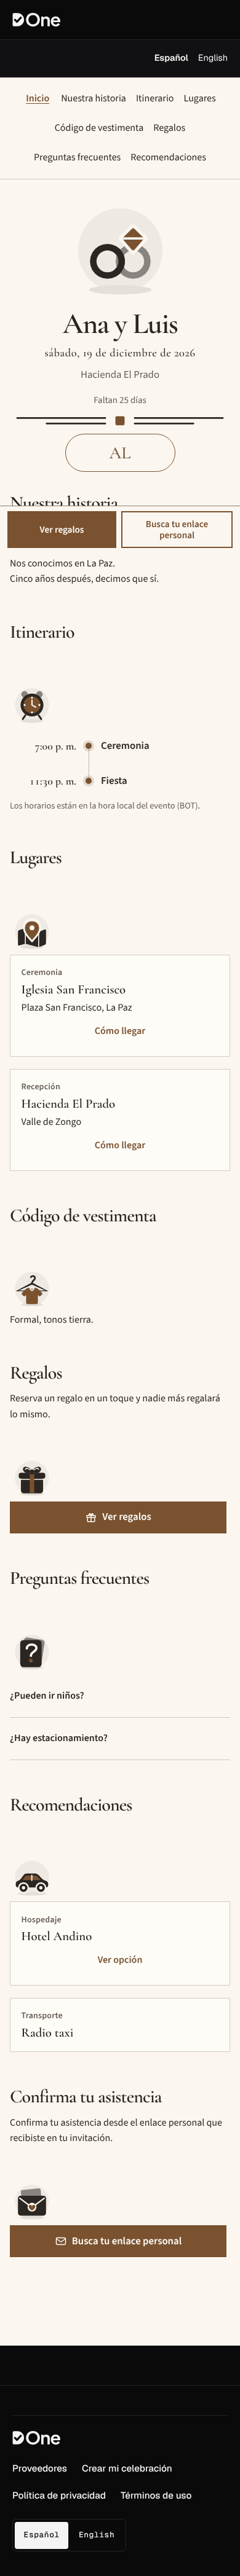 One
Español English
Inicio Nuestra historia Itinerario Lugares
Código de vestimenta Regalos
Preguntas frecuentes Recomendaciones
Ana y Luis
sábado, 19 de diciembre de 2026
Hacienda El Prado
Faltan 25 días
AL
Nuestra historia
Ver regalos
Busca tu enlace
personal
Nos conocimos en La Paz.
Cinco años después, decimos que sí.
Itinerario
7:00 p. m. Ceremonia
11:30 p. m. Fiesta
Los horarios están en la hora local del evento (BOT).
Lugares
Ceremonia
Iglesia San Francisco
Plaza San Francisco, La Paz
Cómo llegar
Recepción
Hacienda El Prado
Valle de Zongo
Cómo llegar
Código de vestimenta
Formal, tonos tierra.
Regalos
Reserva un regalo en un toque y nadie más regalará
lo mismo.
Ver regalos
Preguntas frecuentes
?
¿Pueden ir niños?
¿Hay estacionamiento?
Recomendaciones
Hospedaje
Hotel Andino
Ver opción
Transporte
Radio taxi
Confirma tu asistencia
Confirma tu asistencia desde el enlace personal que
recibiste en tu invitación.
Busca tu enlace personal
One
Proveedores Crear mi celebración
Política de privacidad Términos de uso
Español English